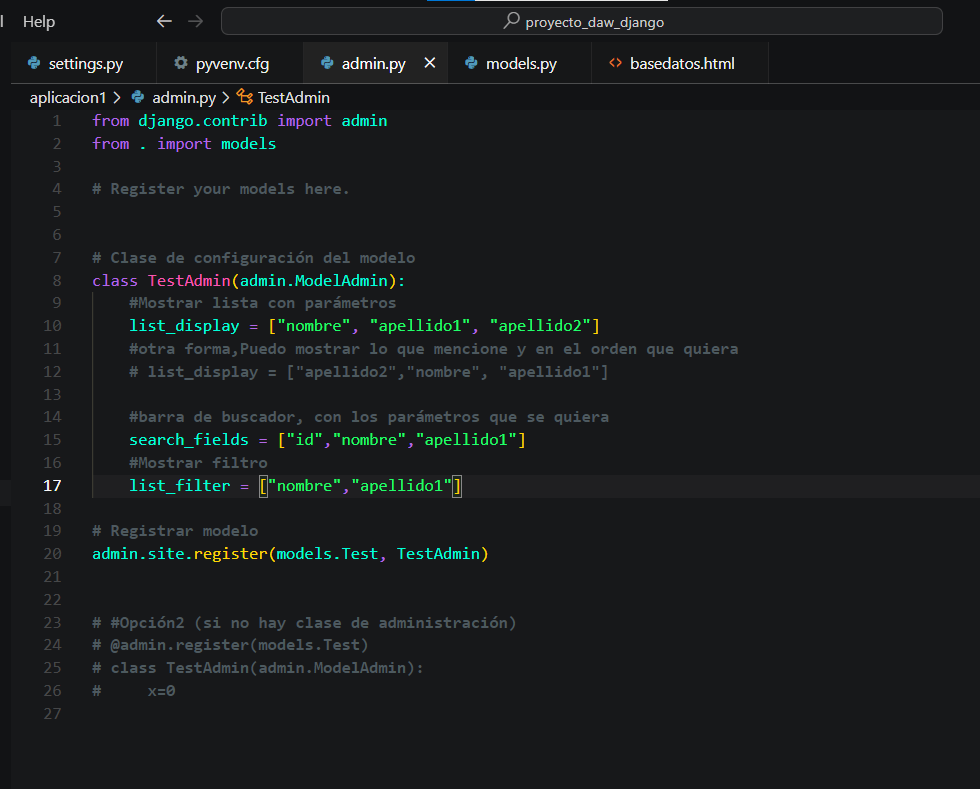 Help
proyecto_daw_django
settings.py
pyvenv.cfg
admin.py
models.py
basedatos.html
aplicacion1 > admin.py > TestAdmin
1 from django.contrib import admin
2 from . import models
3
4 # Register your models here.
5
6
7 # Clase de configuración del modelo
8 class TestAdmin(admin.ModelAdmin):
9     #Mostrar lista con parámetros
10     list_display = ["nombre", "apellido1", "apellido2"]
11     #otra forma,Puedo mostrar lo que mencione y en el orden que quiera
12     # list_display = ["apellido2","nombre", "apellido1"]
13
14     #barra de buscador, con los parámetros que se quiera
15     search_fields = ["id","nombre","apellido1"]
16     #Mostrar filtro
17     list_filter = ["nombre","apellido1"]
18
19 # Registrar modelo
20 admin.site.register(models.Test, TestAdmin)
21
22
23 # #Opción2 (si no hay clase de administración)
24 # @admin.register(models.Test)
25 # class TestAdmin(admin.ModelAdmin):
26 #     x=0
27